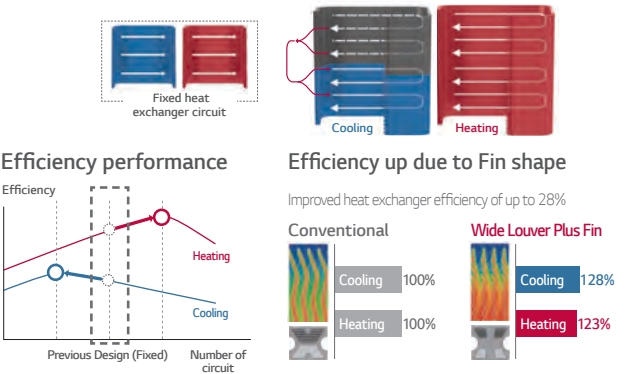 Fixed heat
exchanger circuit
Cooling
Heating
Efficiency performance
Efficiency
Heating
Cooling
Previous Design (Fixed)
Number of
circuit
Efficiency up due to Fin shape
Improved heat exchanger efficiency of up to 28%
Conventional
Cooling 100%
Heating 100%
Wide Louver Plus Fin
Cooling 128%
Heating 123%